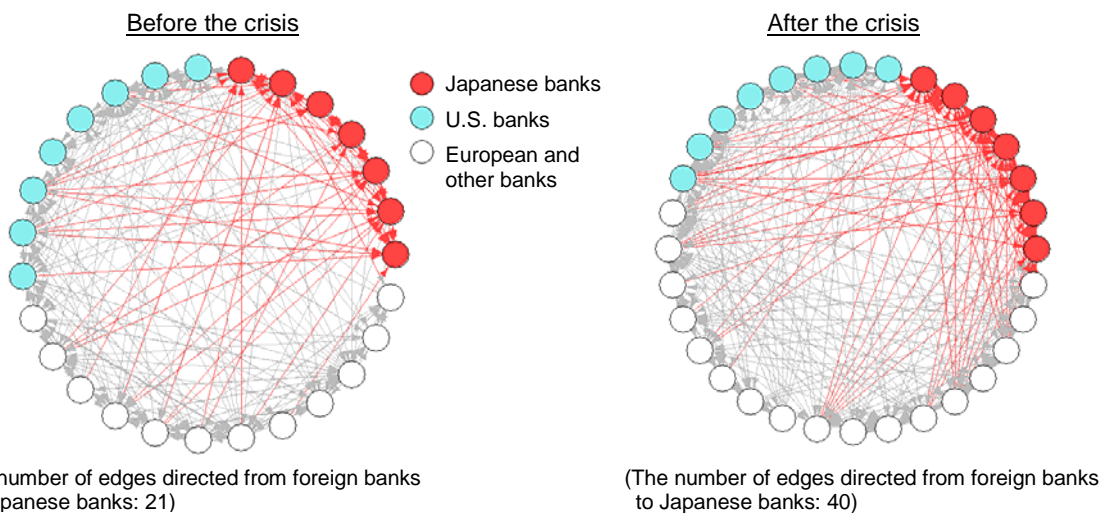 Before the crisis
After the crisis
Japanese banks
U.S. banks
European and
other banks
number of edges directed from foreign banks
panese banks: 21)
(The number of edges directed from foreign banks
to Japanese banks: 40)